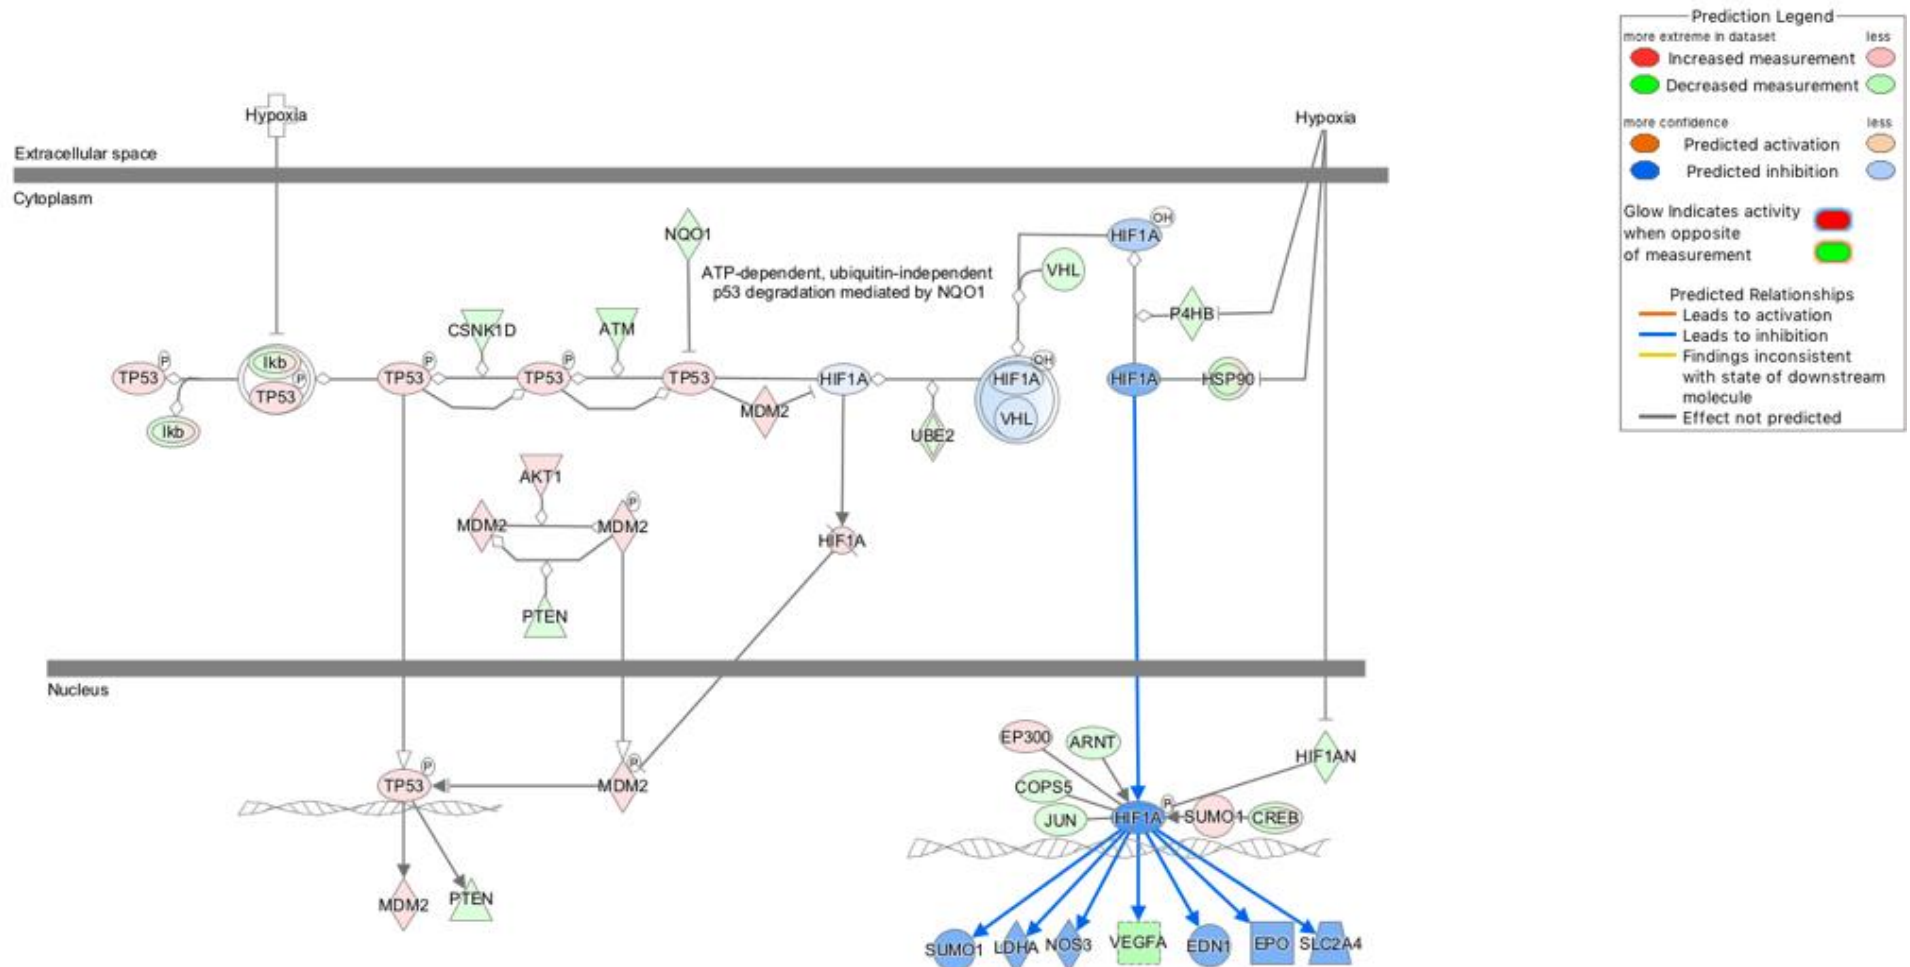 Prediction Legend
more extreme in dataset less
Increased measurement
Decreased measurement
more confidence less
Predicted activation
Predicted inhibition
Glow Indicates activity
when opposite
of measurement
Predicted Relationships
Leads to activation
Leads to inhibition
Findings inconsistent
with state of downstream
molecule
Effect not predicted
Hypoxia
Hypoxia
Extracellular space
Cytoplasm
NQO1
ATP-dependent, ubiquitin-independent
p53 degradation mediated by NQO1
OH
HIF1A
VHL
P4HB
CSNK1D
ATM
P
TP53
Ikb
P
TP53
Ikb
P
TP53
P
TP53
TP53
MDM2
HIF1A
UBE2
OH
HIF1A
VHL
HIF1A
HSP90
AKT1
MDM2
P
MDM2
PTEN
HIF1A
Nucleus
P
TP53
P
MDM2
MDM2
PTEN
EP300
ARNT
HIF1AN
COPS5
JUN
P
HIF1A
SUMO1
CREB
SUMO1
LDHA
NOS3
VEGFA
EDN1
EPO
SLC2A4